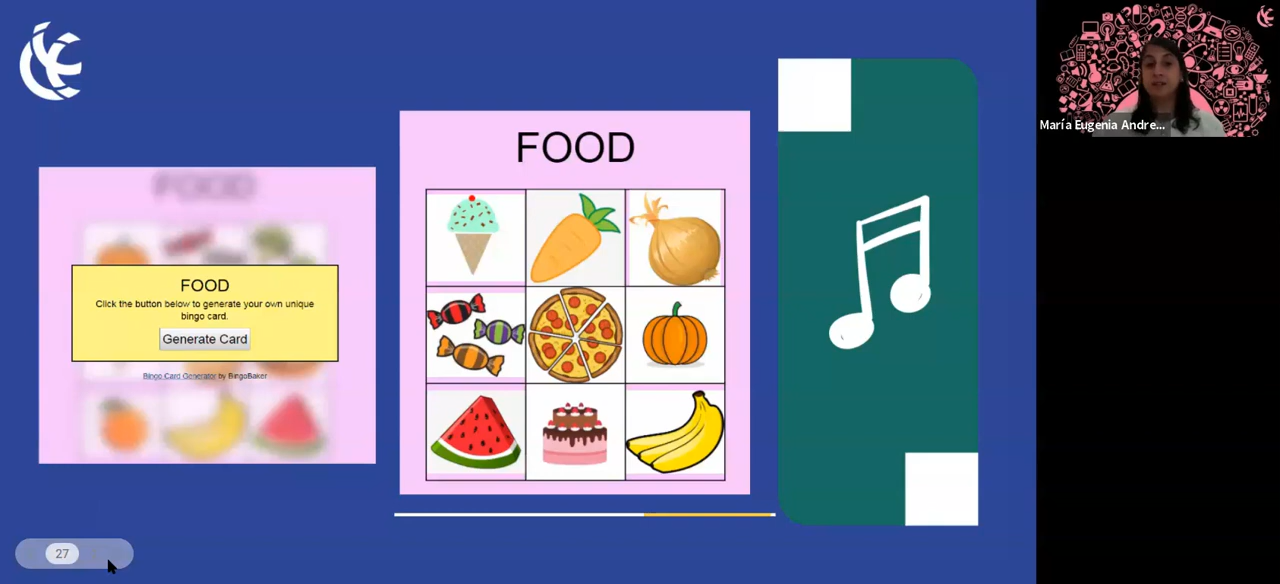 FOOD
FOOD
FOOD
Click the button below to generate your own unique
bingo card.
Generate Card
Bingo Card Generator by BingoBaker
27
María Eugenia Andre...